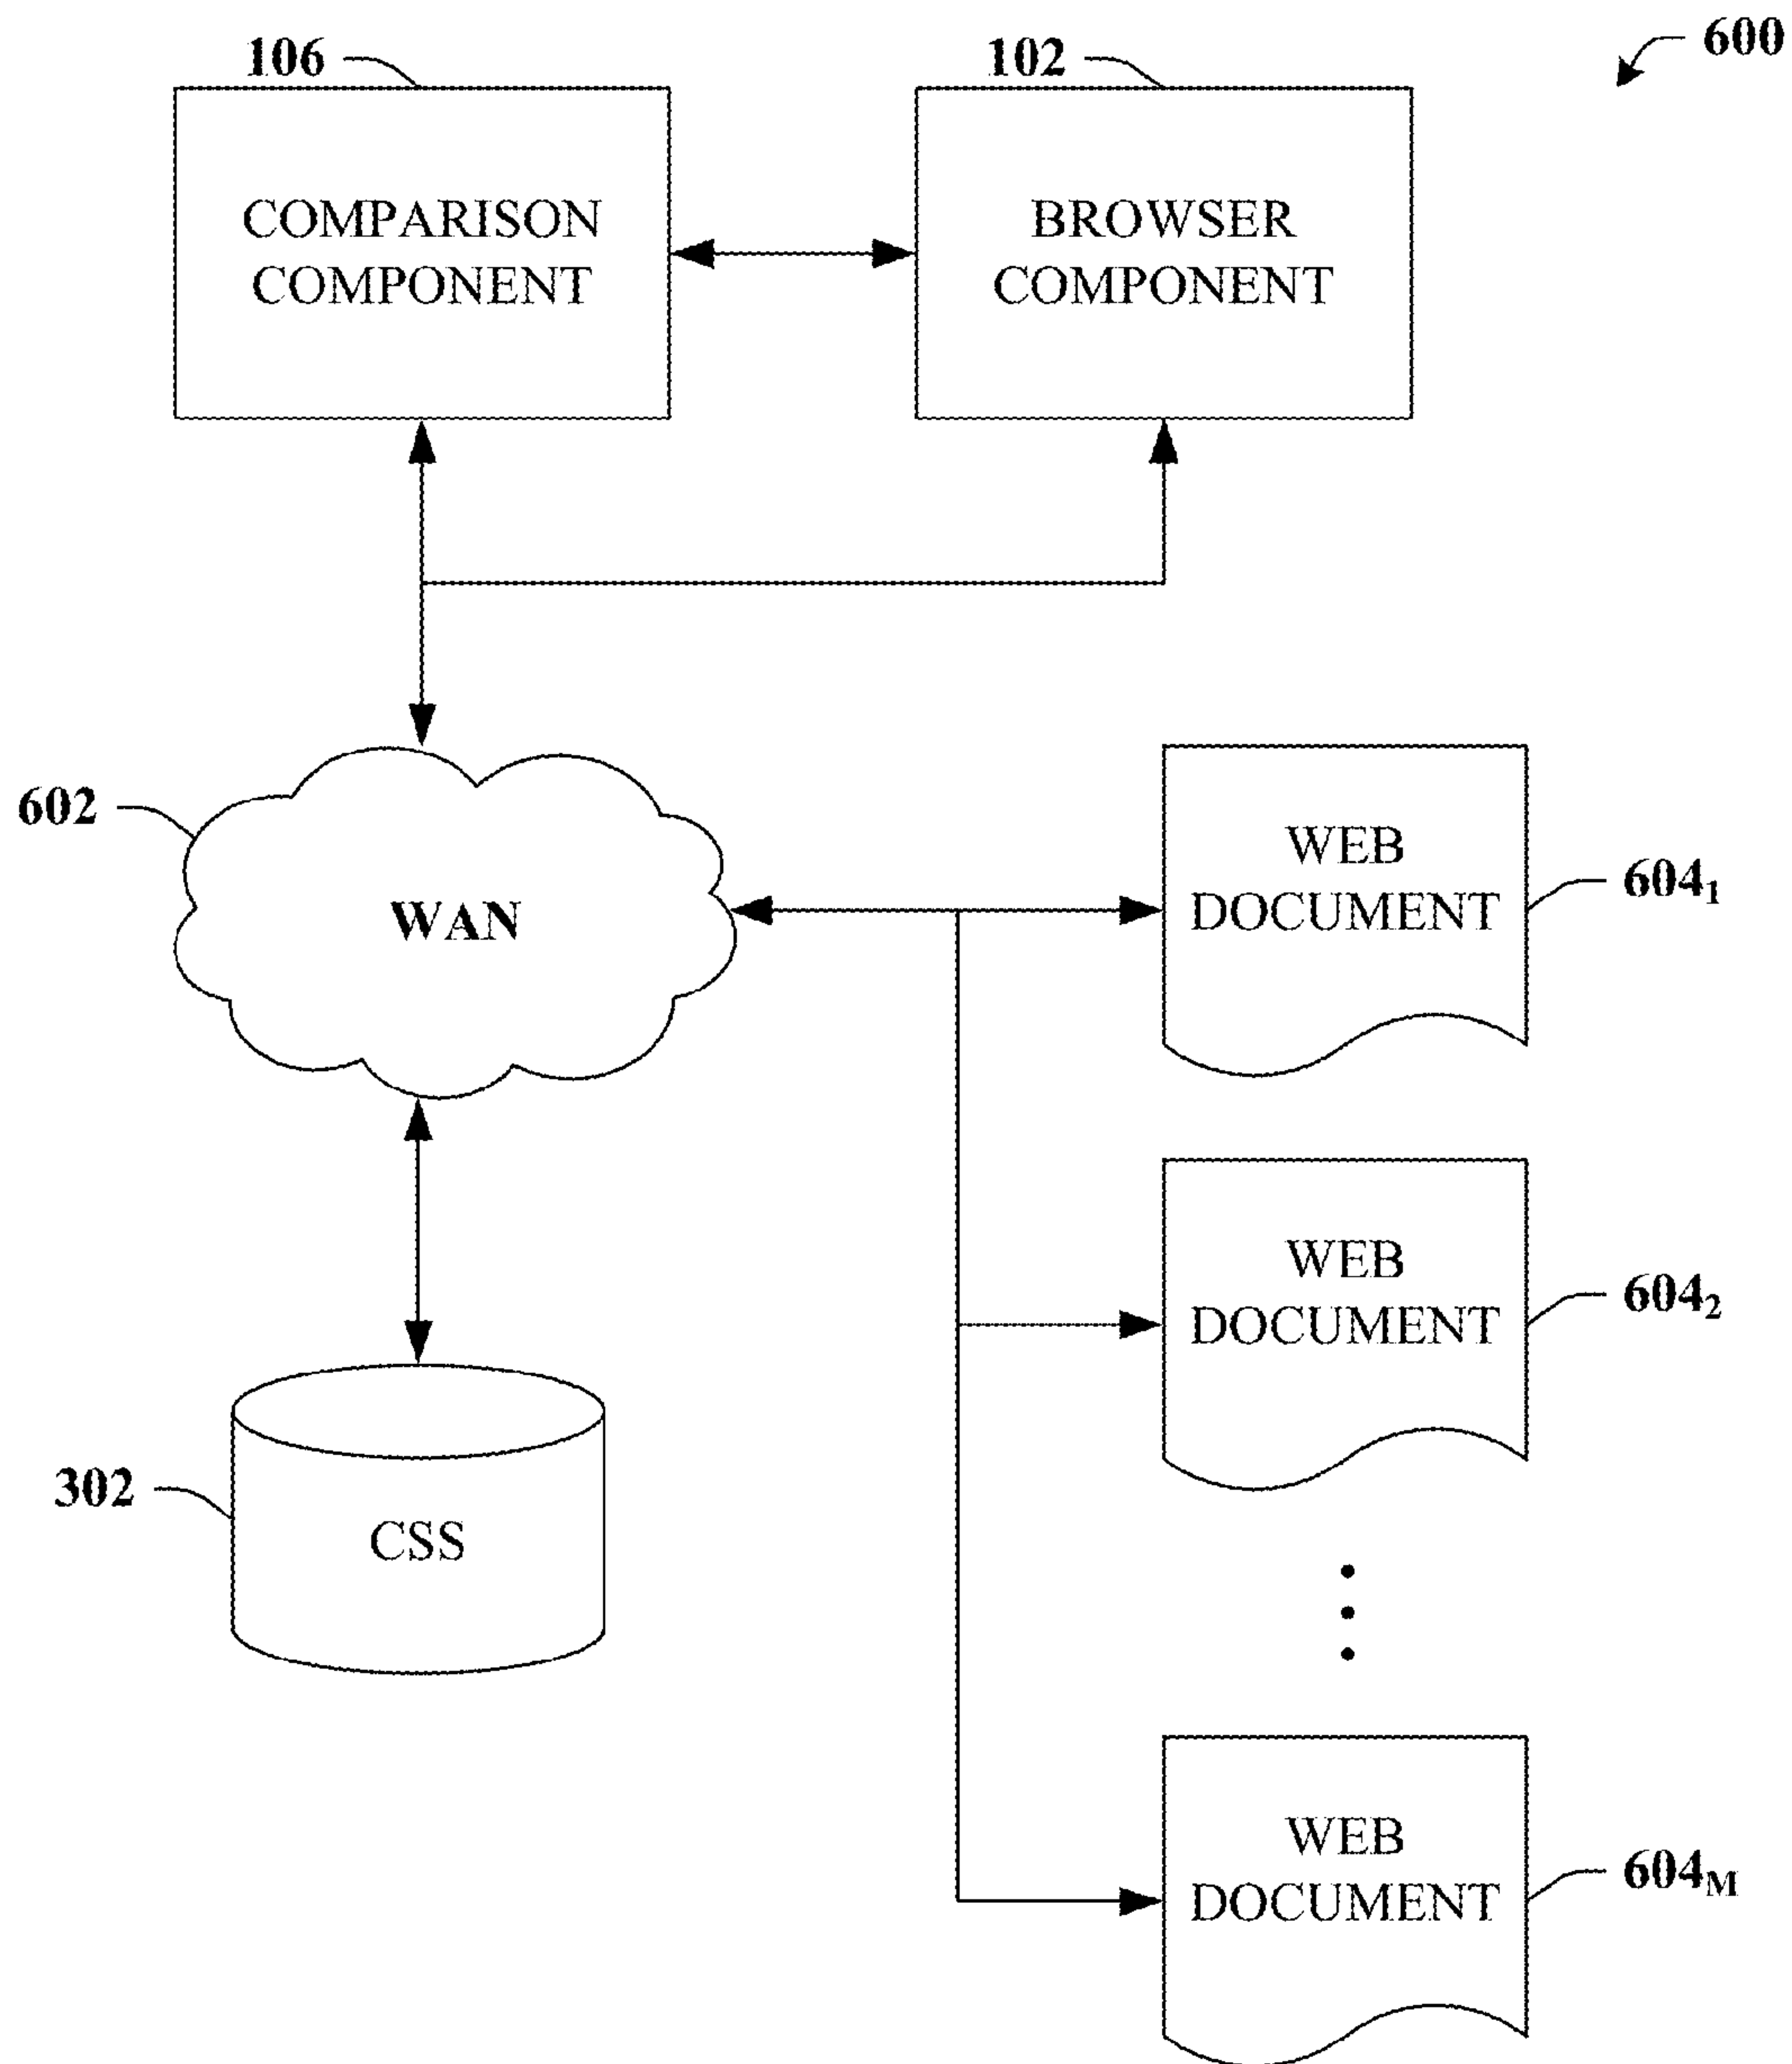 600
106
102
COMPARISON
COMPONENT
BROWSER
COMPONENT
602
WAN
WEB
DOCUMENT
604₁
WEB
DOCUMENT
604₂
302
CSS
WEB
DOCUMENT
604M